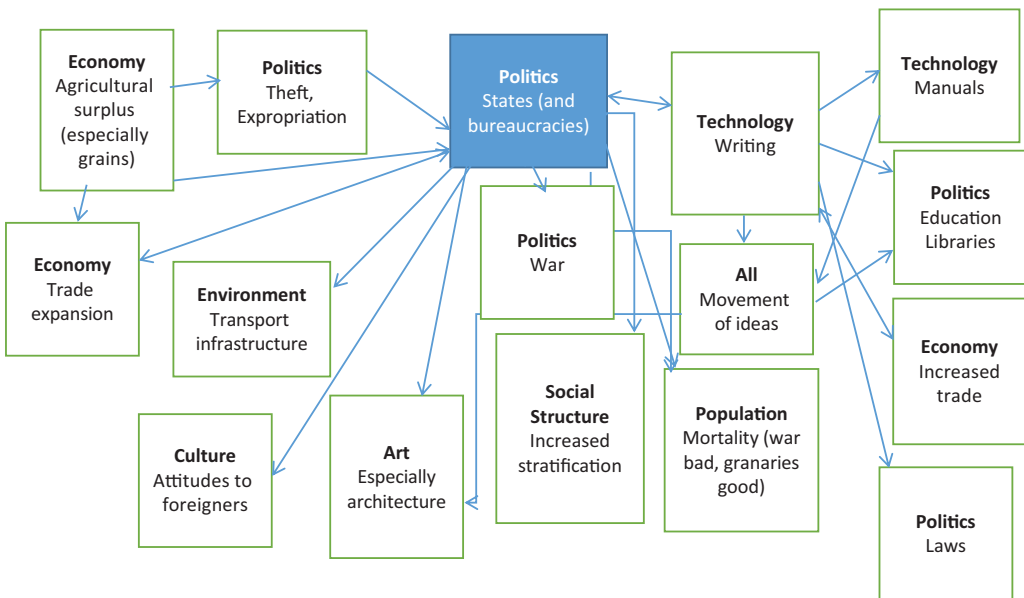 Economy
Agricultural
surplus
(especially
grains)
Politics
Theft,
Expropriation
Politics
States (and
bureaucracies)
Technology
Writing
Technology
Manuals
Politics
Education
Libraries
Economy
Trade
expansion
Environment
Transport
infrastructure
Politics
War
All
Movement
of ideas
Economy
Increased
trade
Culture
Attitudes to
foreigners
Art
Especially
architecture
Social
Structure
Increased
stratification
Population
Mortality (war
bad, granaries
good)
Politics
Laws